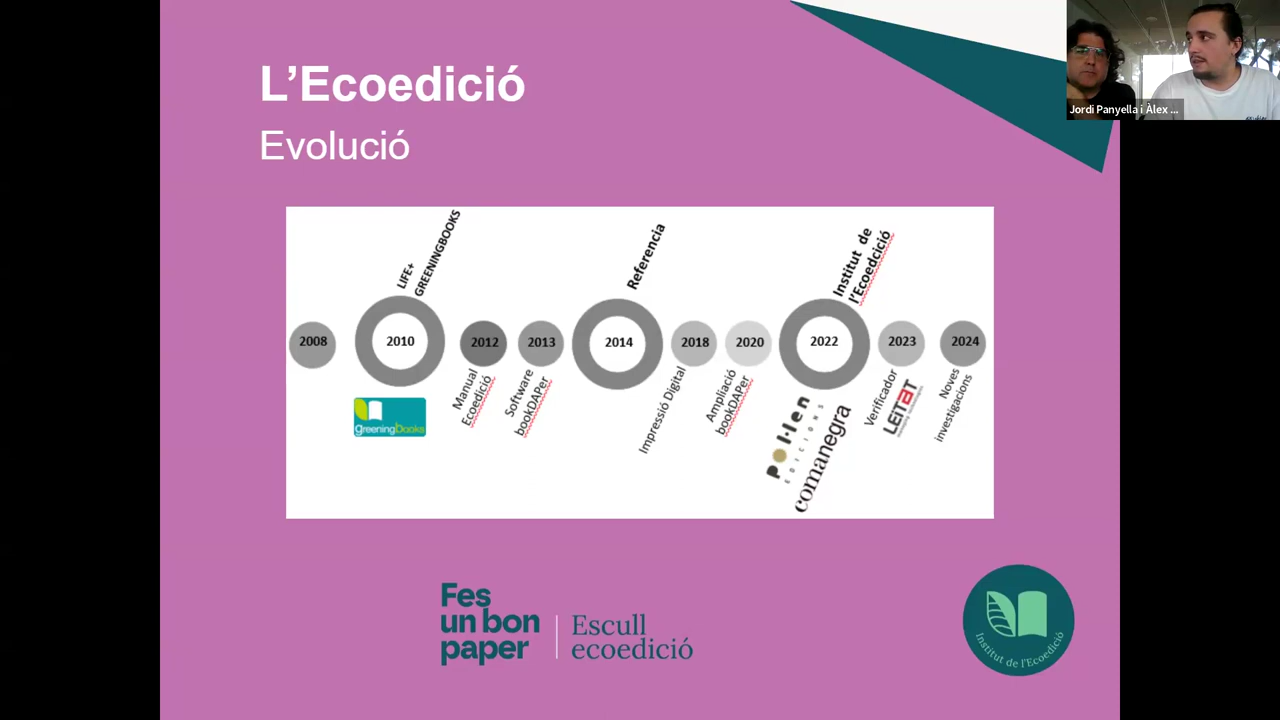 L'Ecoedició
Evolució
Jordi Panyella i Àlex ...
LIFE+
GREENINGBOOKS
Referencia
Institut de
l'Ecoedcició
2008
2010
2012
2013
2014
2018
2020
2022
2023
2024
greeningbooks
Manual
Ecoedició
Software
bookDAPer
Impressió Digital
Ampliació
bookDAPer
Pol·len
EDICIONS
comanegra
Verificador
LEITAT
Noves
investigacions
Fes
un bon
paper
Escull
ecoedició
Institut de l'Ecoedició